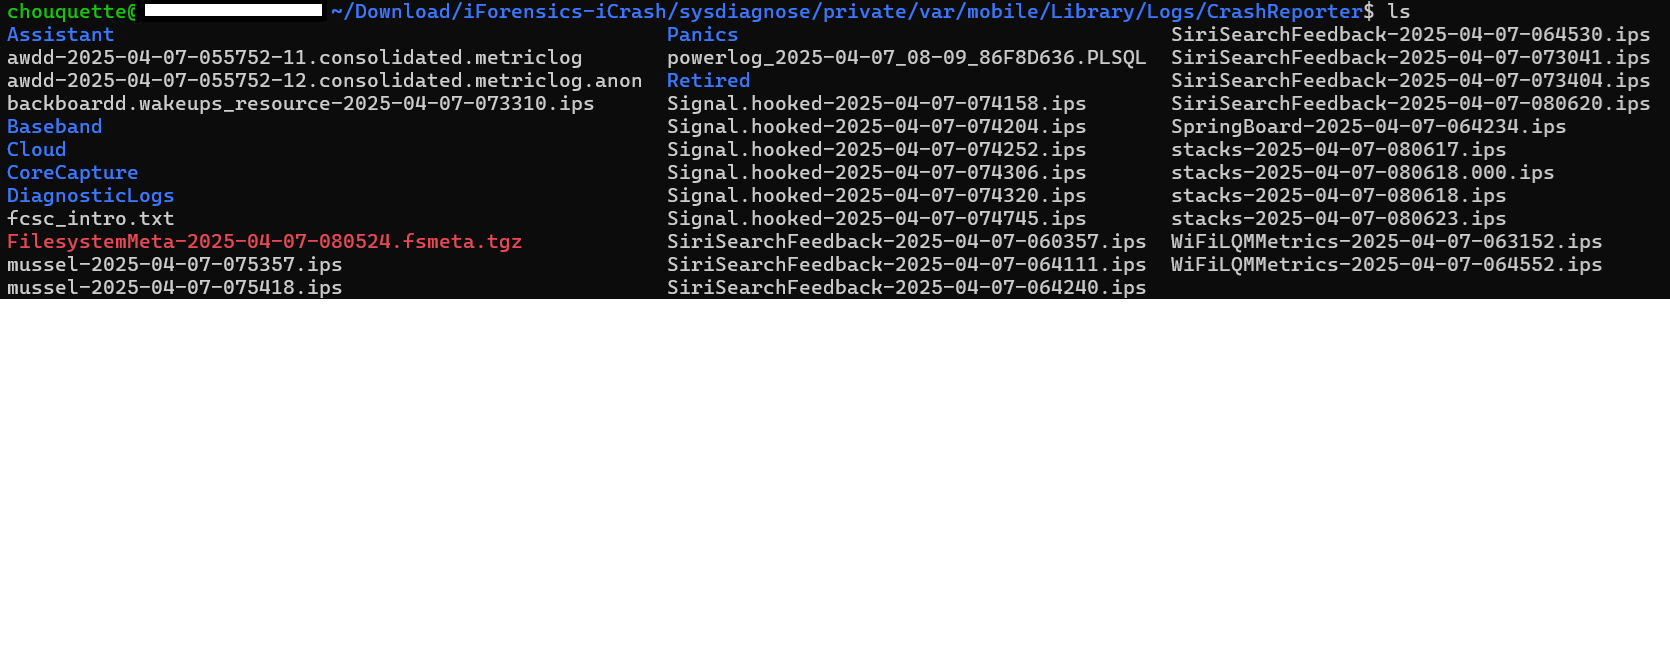 chouquette@ ~/Download/iForensics-iCrash/sysdiagnose/private/var/mobile/Library/Logs/CrashReporter$ ls
Assistant Panics SiriSearchFeedback-2025-04-07-064530.ips
awdd-2025-04-07-055752-11.consolidated.metriclog powerlog_2025-04-07_08-09_86F8D636.PLSQL SiriSearchFeedback-2025-04-07-073041.ips
awdd-2025-04-07-055752-12.consolidated.metriclog.anon Retired SiriSearchFeedback-2025-04-07-073404.ips
backboardd.wakeups_resource-2025-04-07-073310.ips Signal.hooked-2025-04-07-074158.ips SiriSearchFeedback-2025-04-07-080620.ips
Baseband Signal.hooked-2025-04-07-074204.ips SpringBoard-2025-04-07-064234.ips
Cloud Signal.hooked-2025-04-07-074252.ips stacks-2025-04-07-080617.ips
CoreCapture Signal.hooked-2025-04-07-074306.ips stacks-2025-04-07-080618.000.ips
DiagnosticLogs Signal.hooked-2025-04-07-074320.ips stacks-2025-04-07-080618.ips
fcsc_intro.txt Signal.hooked-2025-04-07-074745.ips stacks-2025-04-07-080623.ips
FilesystemMeta-2025-04-07-080524.fsmeta.tgz SiriSearchFeedback-2025-04-07-060357.ips WiFiLQMMetrics-2025-04-07-063152.ips
mussel-2025-04-07-075357.ips SiriSearchFeedback-2025-04-07-064111.ips WiFiLQMMetrics-2025-04-07-064552.ips
mussel-2025-04-07-075418.ips SiriSearchFeedback-2025-04-07-064240.ips